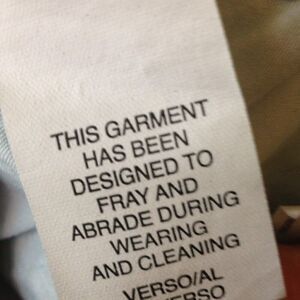 THIS GARMENT
HAS BEEN
DESIGNED TO
FRAY AND
ABRADE DURING
WEARING
AND CLEANING
VERSO/AL